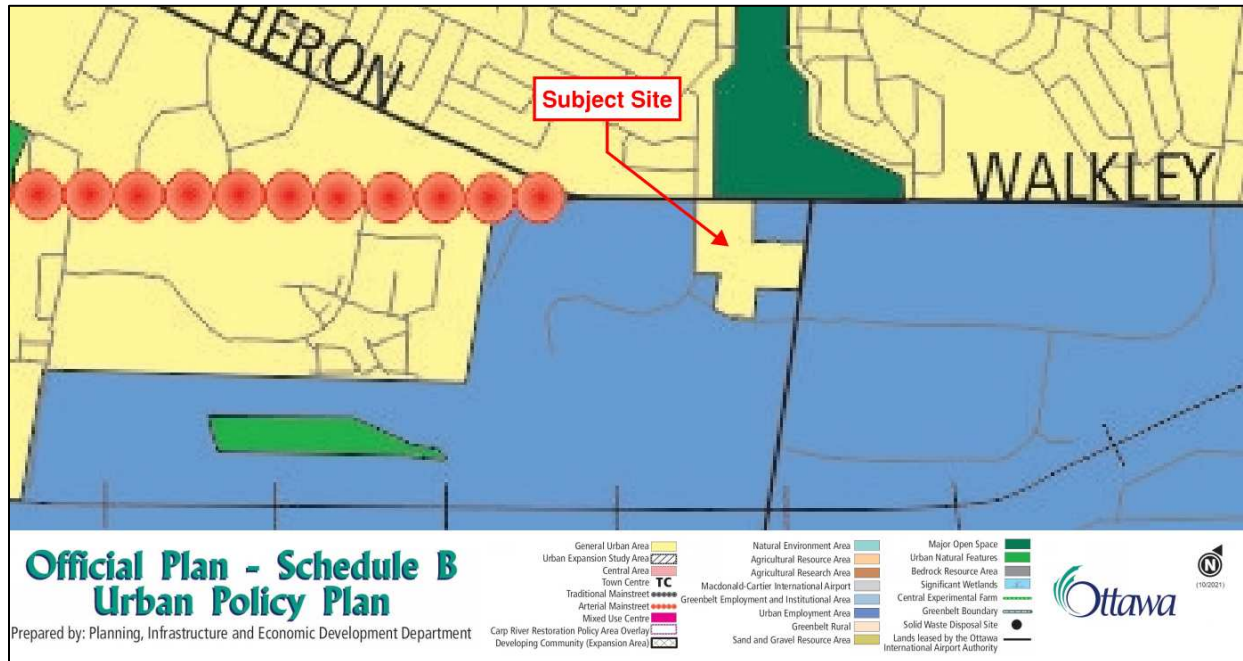 HERON
Subject Site
WALKLEY
Official Plan - Schedule B
Urban Policy Plan
Prepared by: Planning, Infrastructure and Economic Development Department
General Urban Area
Urban Expansion Study Area
Central Area
Town Centre TC
Traditional Mainstreet
Arterial Mainstreet
Mixed Use Centre
Carp River Restoration Policy Area Overlay
Developing Community (Expansion Area)
Natural Environment Area
Agricultural Resource Area
Agricultural Research Area
Macdonald-Cartier International Airport
Greenbelt Employment and Institutional Area
Urban Employment Area
Greenbelt Rural
Sand and Gravel Resource Area
Major Open Space
Urban Natural Features
Bedrock Resource Area
Significant Wetlands
Central Experimental Farm
Greenbelt Boundary
Solid Waste Disposal Site
Lands leased by the Ottawa
International Airport Authority
Ottawa
N
(10/2021)